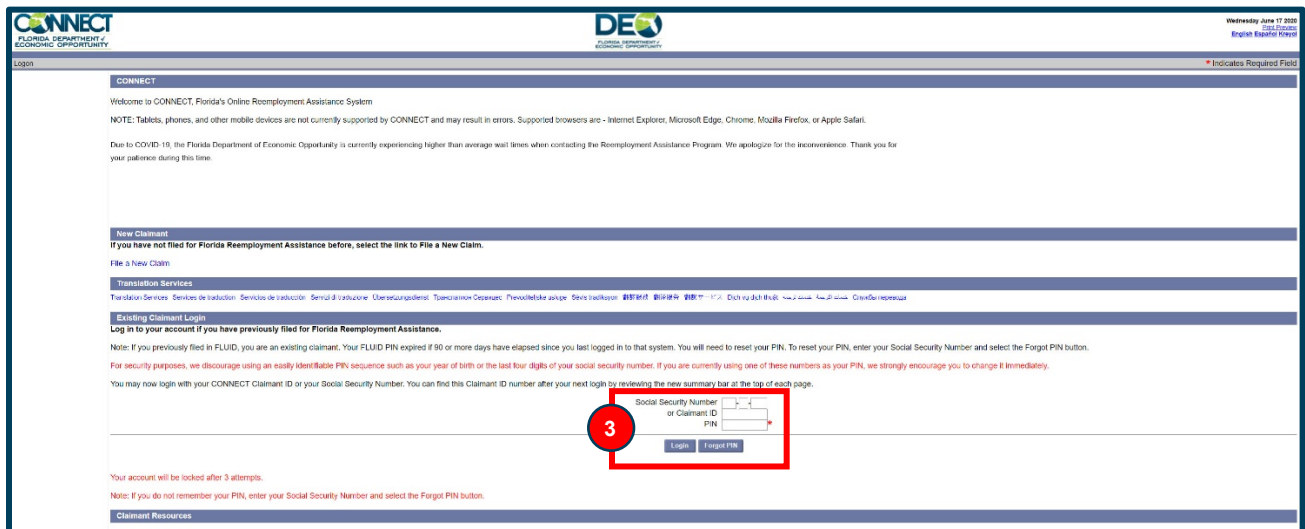 CONNECT
FLORIDA DEPARTMENT of
ECONOMIC OPPORTUNITY
DEO
FLORIDA DEPARTMENT of
ECONOMIC OPPORTUNITY
Wednesday June 17 2020
Print Preview
English Español Kreyol
Logon
* Indicates Required Field
CONNECT
Welcome to CONNECT, Florida's Online Reemployment Assistance System
NOTE: Tablets, phones, and other mobile devices are not currently supported by CONNECT and may result in errors. Supported browsers are - Internet Explorer, Microsoft Edge, Chrome, Mozilla Firefox, or Apple Safari.
Due to COVID-19, the Florida Department of Economic Opportunity is currently experiencing higher than average wait times when contacting the Reemployment Assistance Program. We apologize for the inconvenience. Thank you for
your patience during this time.
New Claimant
If you have not filed for Florida Reemployment Assistance before, select the link to File a New Claim.
File a New Claim
Translation Services
Translation Services Services de traduction Servicios de traducción Servizi di traduzione Übersetzungsdienst Prevoditeljske usluge Sèvis tradiksyon Dịch vụ dịch thuật Службы перевода
Existing Claimant Login
Log in to your account if you have previously filed for Florida Reemployment Assistance.
Note: If you previously filed in FLUID, you are an existing claimant. Your FLUID PIN expired if 90 or more days have elapsed since you last logged in to that system. You will need to reset your PIN. To reset your PIN, enter your Social Security Number and select the Forgot PIN button.
For security purposes, we discourage using an easily identifiable PIN sequence such as your year of birth or the last four digits of your social security number. If you are currently using one of these numbers as your PIN, we strongly encourage you to change it immediately.
You may now login with your CONNECT Claimant ID or your Social Security Number. You can find this Claimant ID number after your next login by reviewing the new summary bar at the top of each page.
Social Security Number - -
or Claimant ID
PIN *
3
Login Forgot PIN
Your account will be locked after 3 attempts.
Note: If you do not remember your PIN, enter your Social Security Number and select the Forgot PIN button.
Claimant Resources